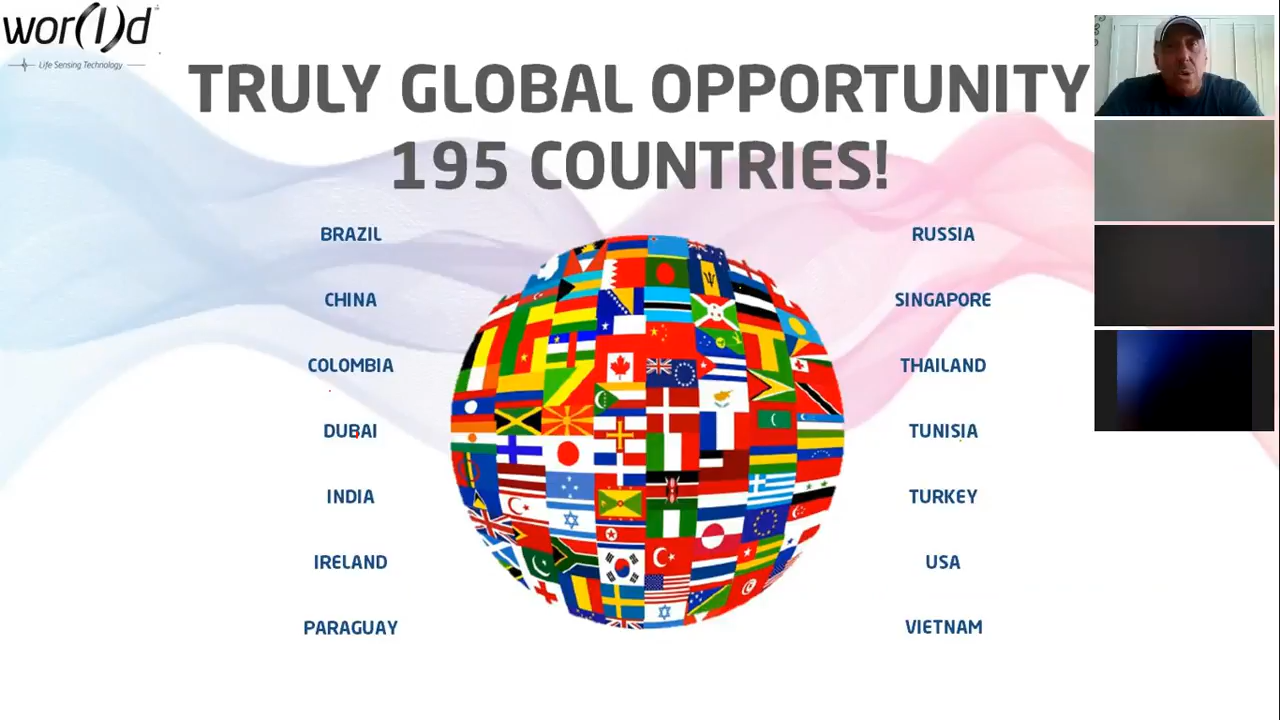 wor(l)d
Life Sensing Technology
TRULY GLOBAL OPPORTUNITY
195 COUNTRIES!
BRAZIL
CHINA
COLOMBIA
DUBAI
INDIA
IRELAND
PARAGUAY
RUSSIA
SINGAPORE
THAILAND
TUNISIA
TURKEY
USA
VIETNAM